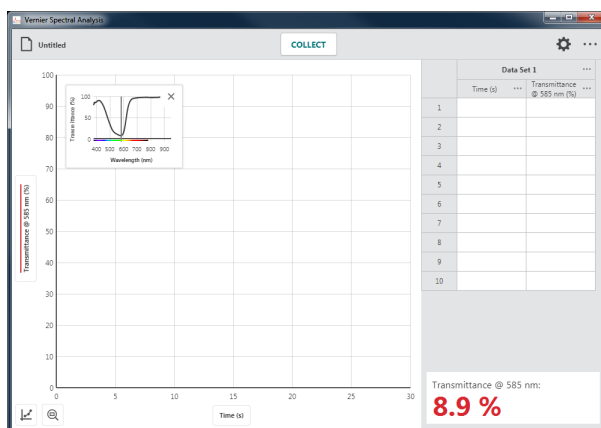 Vernier Spectral Analysis
Untitled
COLLECT
100
90
80
70
60
50
40
30
20
10
0
Transmittance @ 585 nm (%)
0 5 10 15 20 25 30
Time (s)
Transmittance (%)
100
50
0
400 500 600 700 800 900
Wavelength (nm)
Data Set 1
Time (s)
Transmittance
@ 585 nm (%)
1
2
3
4
5
6
7
8
9
10
Transmittance @ 585 nm:
8.9 %